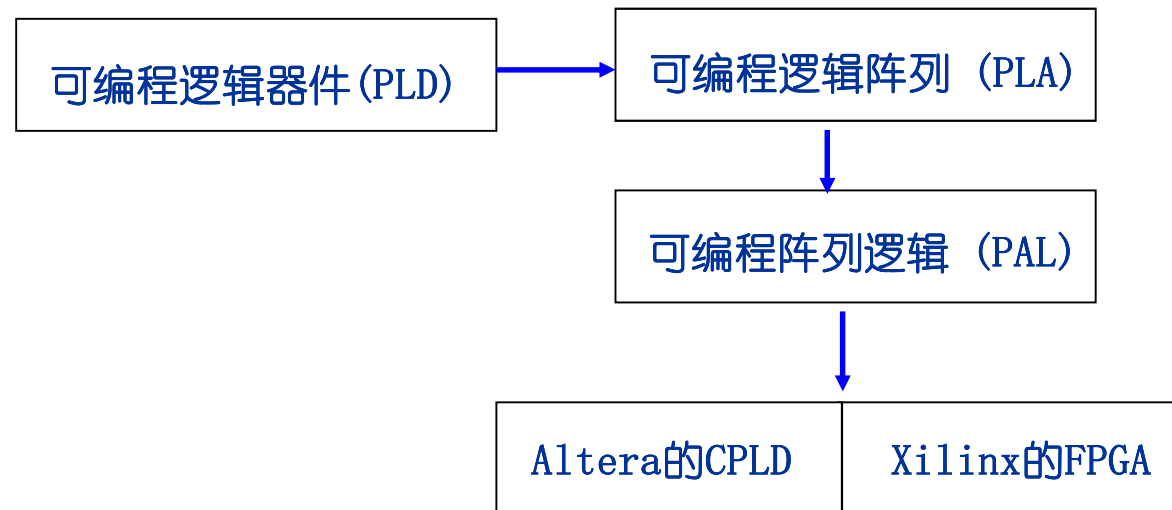 可编程逻辑器件(PLD)
可编程逻辑阵列 (PLA)
可编程阵列逻辑 (PAL)
Altera的CPLD
Xilinx的FPGA